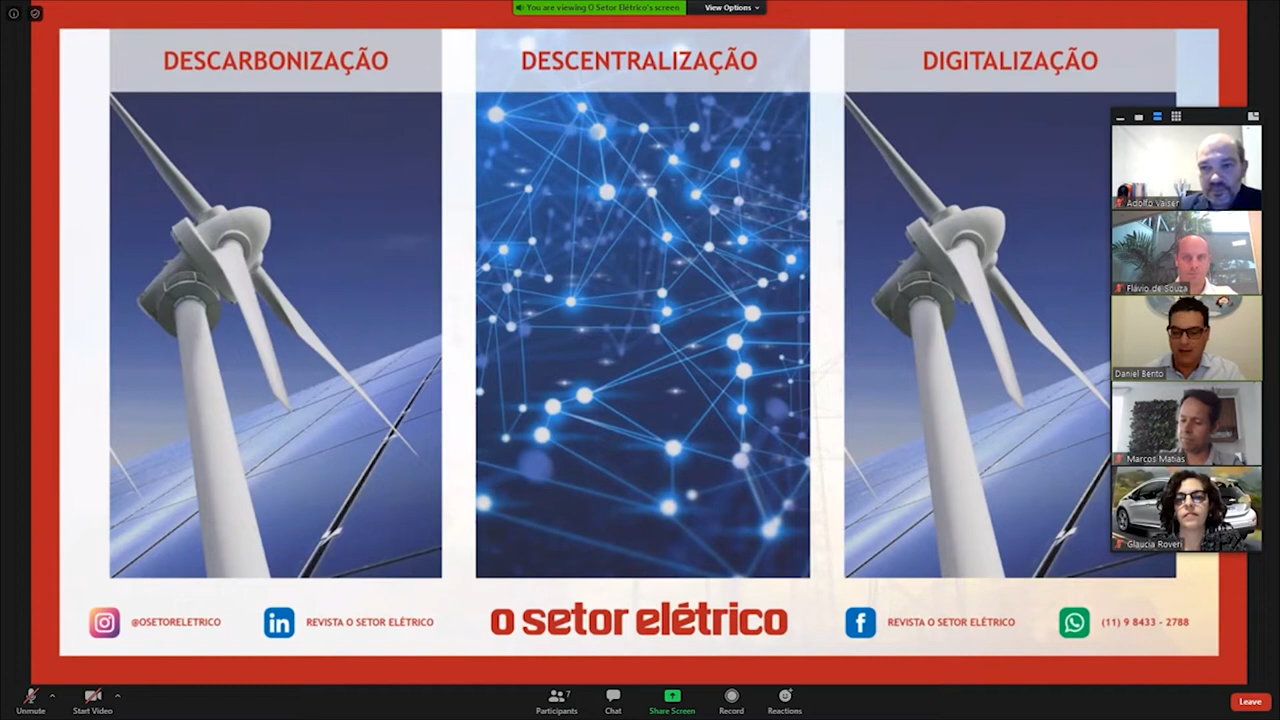 You are viewing O Setor Elétrico's screen
View Options
DESCARBONIZAÇÃO
DESCENTRALIZAÇÃO
DIGITALIZAÇÃO
Adolfo Vaiser
Flávio de Souza
Daniel Bento
Marcos Matias
Glaucia Roveri
@OSETORELETRICO
REVISTA O SETOR ELÉTRICO
o setor elétrico
REVISTA O SETOR ELÉTRICO
(11) 9 8433 - 2788
Unmute
Start Video
Participants
7
Chat
Share Screen
Record
Reactions
Leave